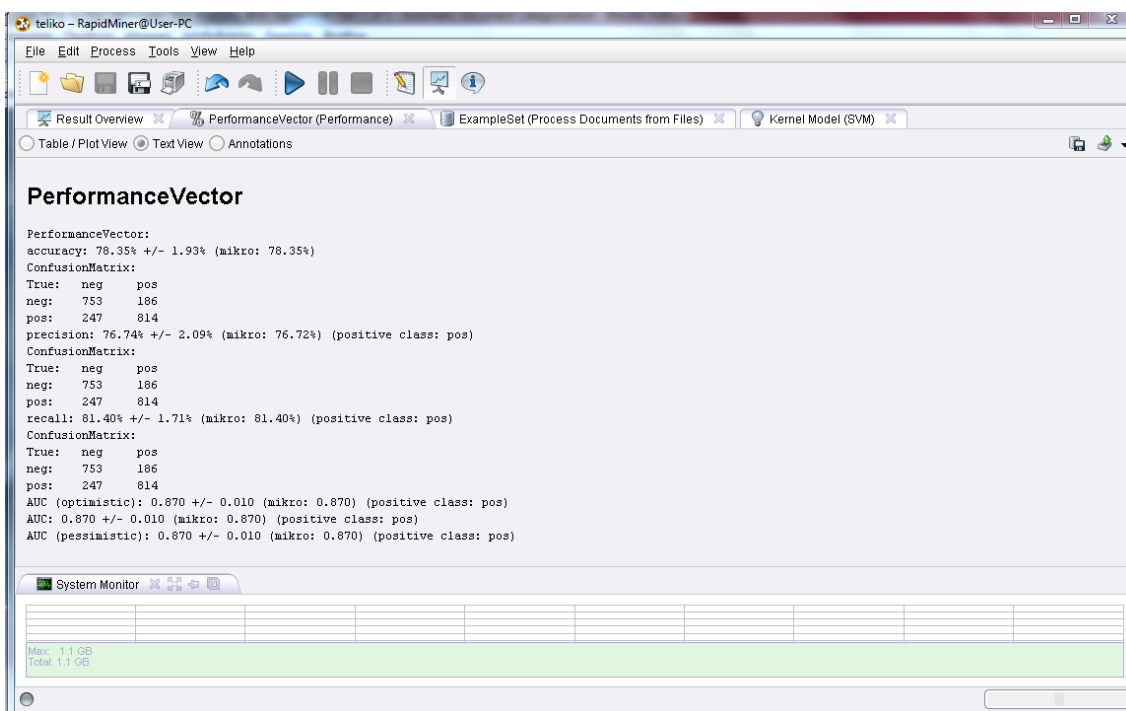 teliko – RapidMiner@User-PC
File Edit Process Tools View Help
Result Overview PerformanceVector (Performance) ExampleSet (Process Documents from Files) Kernel Model (SVM)
Table / Plot View Text View Annotations
PerformanceVector
PerformanceVector:
accuracy: 78.35% +/- 1.93% (mikro: 78.35%)
ConfusionMatrix:
True: neg pos
neg: 753 186
pos: 247 814
precision: 76.74% +/- 2.09% (mikro: 76.72%) (positive class: pos)
ConfusionMatrix:
True: neg pos
neg: 753 186
pos: 247 814
recall: 81.40% +/- 1.71% (mikro: 81.40%) (positive class: pos)
ConfusionMatrix:
True: neg pos
neg: 753 186
pos: 247 814
AUC (optimistic): 0.870 +/- 0.010 (mikro: 0.870) (positive class: pos)
AUC: 0.870 +/- 0.010 (mikro: 0.870) (positive class: pos)
AUC (pessimistic): 0.870 +/- 0.010 (mikro: 0.870) (positive class: pos)
System Monitor
Max: 1.1 GB
Total: 1.1 GB